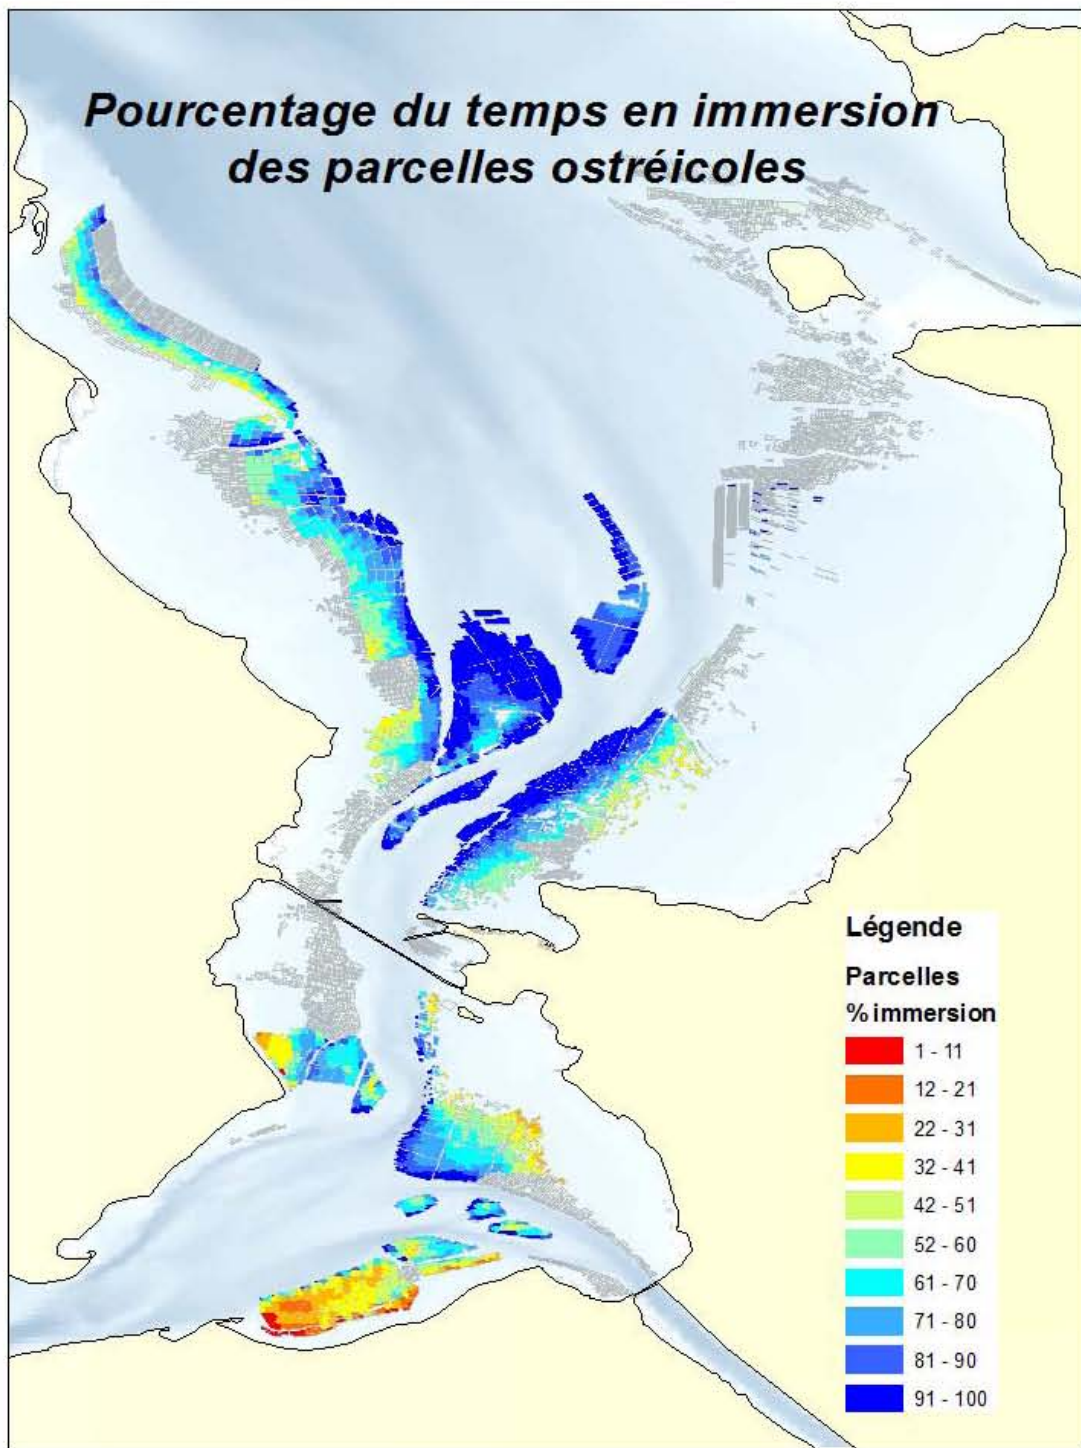 Pourcentage du temps en immersion
des parcelles ostréicoles
Légende
Parcelles
% immersion
1 - 11
12 - 21
22 - 31
32 - 41
42 - 51
52 - 60
61 - 70
71 - 80
81 - 90
91 - 100